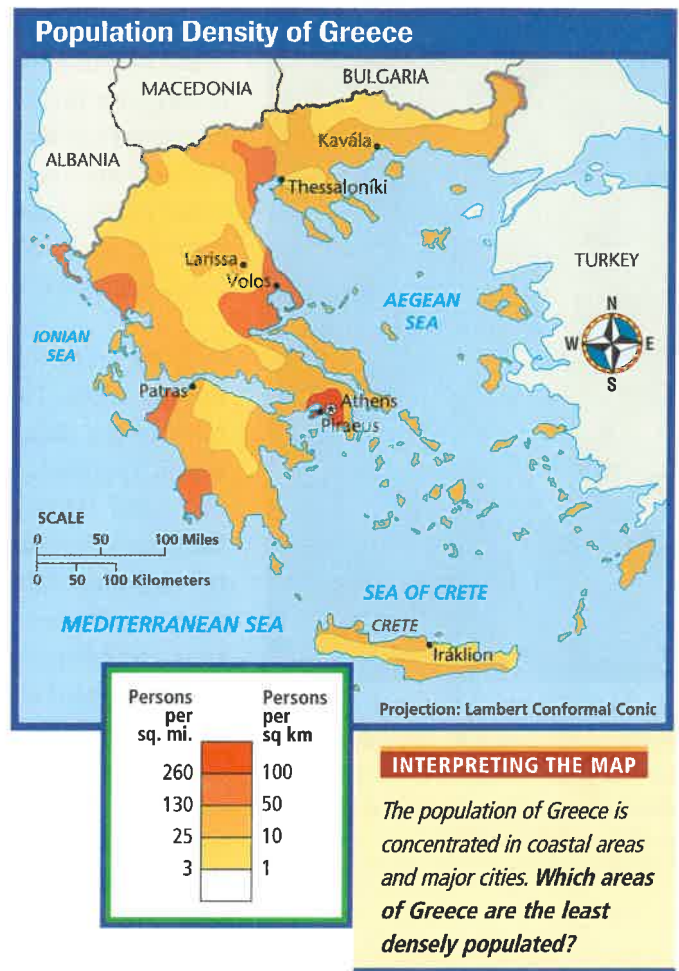 Population Density of Greece
MACEDONIA
BULGARIA
ALBANIA
Kavála
Thessaloníki
Larissa
Volos
TURKEY
AEGEAN
SEA
N
W
E
S
IONIAN
SEA
Patras
Athens
Piraeus
SCALE
0 50 100 Miles
0 50 100 Kilometers
SEA OF CRETE
MEDITERRANEAN SEA
CRETE
Iráklion
Projection: Lambert Conformal Conic
Persons
per
sq. mi.
Persons
per
sq km
260 100
130 50
25 10
3 1
INTERPRETING THE MAP
The population of Greece is
concentrated in coastal areas
and major cities. Which areas
of Greece are the least
densely populated?